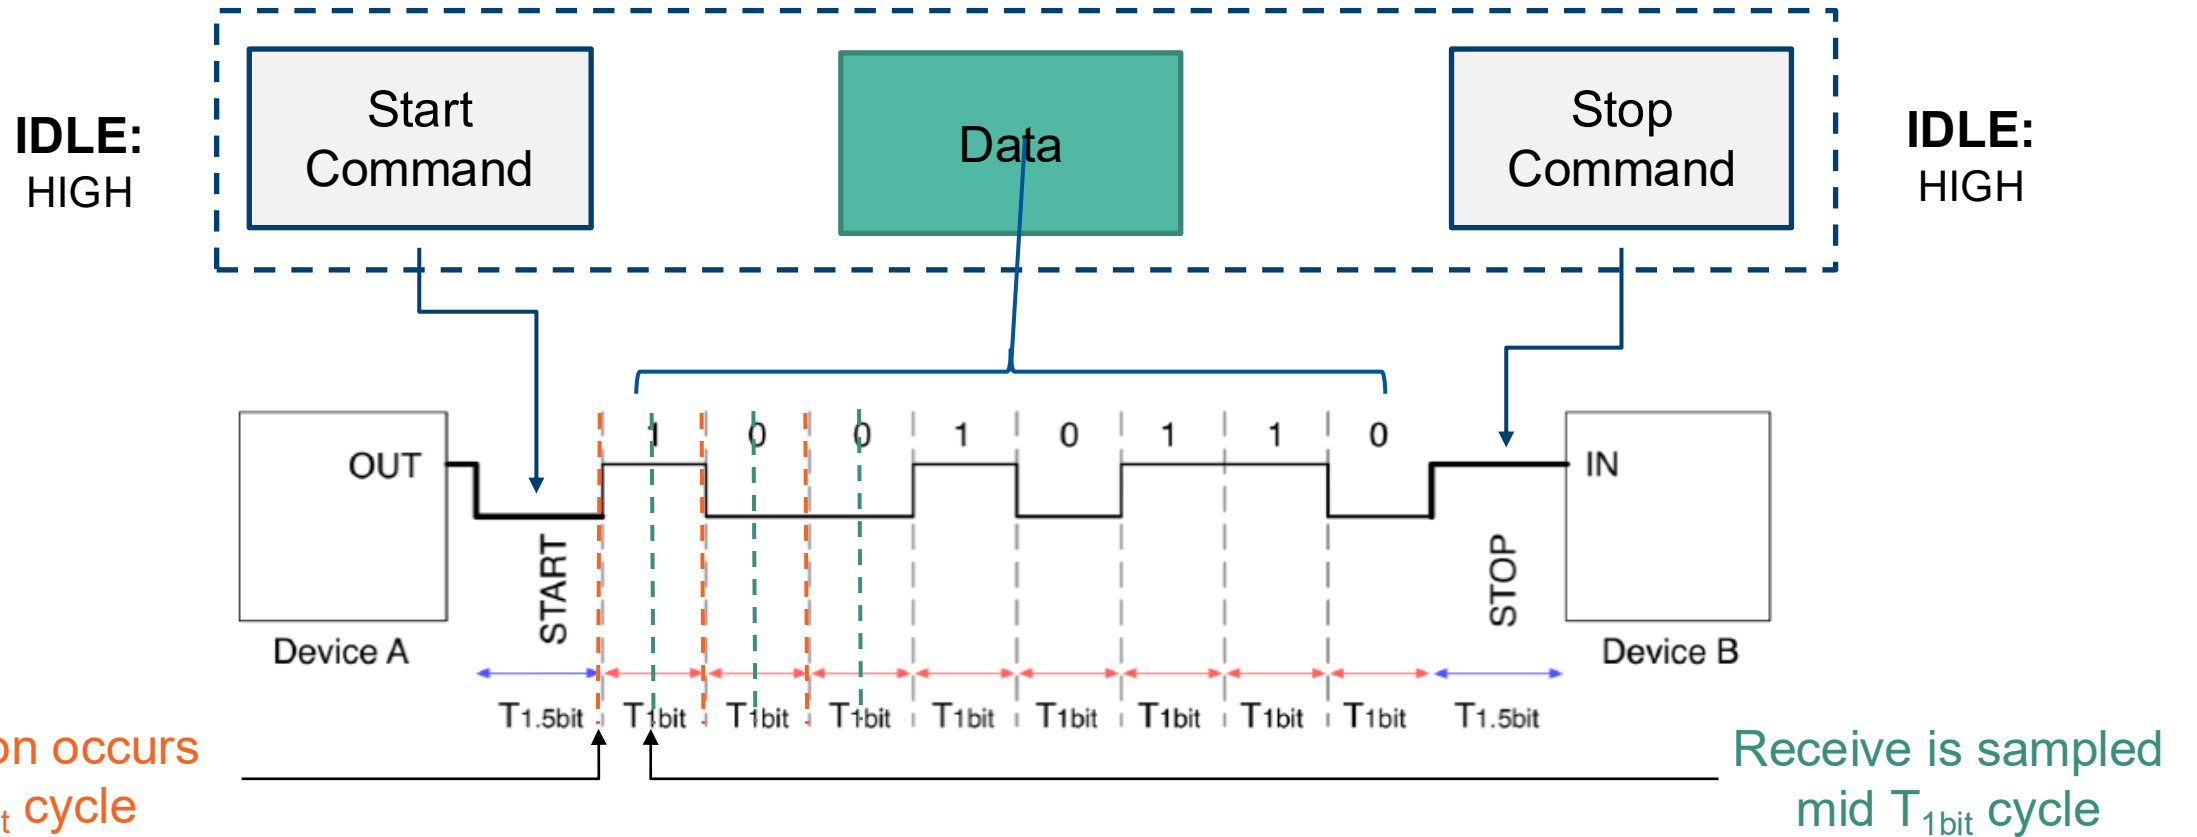 Start
Command
Data
Stop
Command
IDLE:
HIGH
IDLE:
HIGH
1 0 0 1 0 1 1 0
OUT
IN
START
STOP
Device A
Device B
T1.5bit T1bit T1bit T1bit T1bit T1bit T1bit T1bit T1bit T1.5bit
occurs
cycle
Receive is sampled
mid T1bit cycle